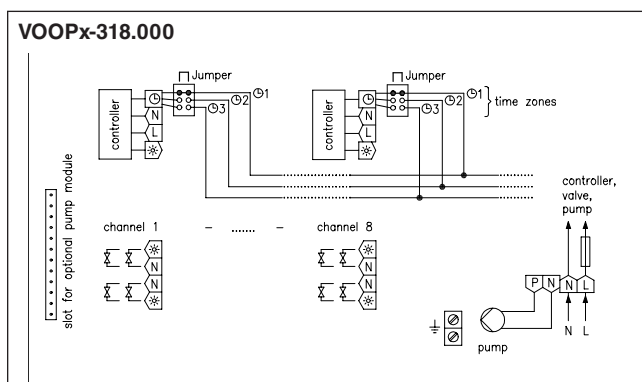 VOOPx-318.000
Jumper
Jumper
1
2
3
1
2
3
time zones
controller
N
L
controller
N
L
controller,
valve,
pump
slot for optional pump module
channel 1 - ....... - channel 8
N
N
N
N
P N N L
N L
pump